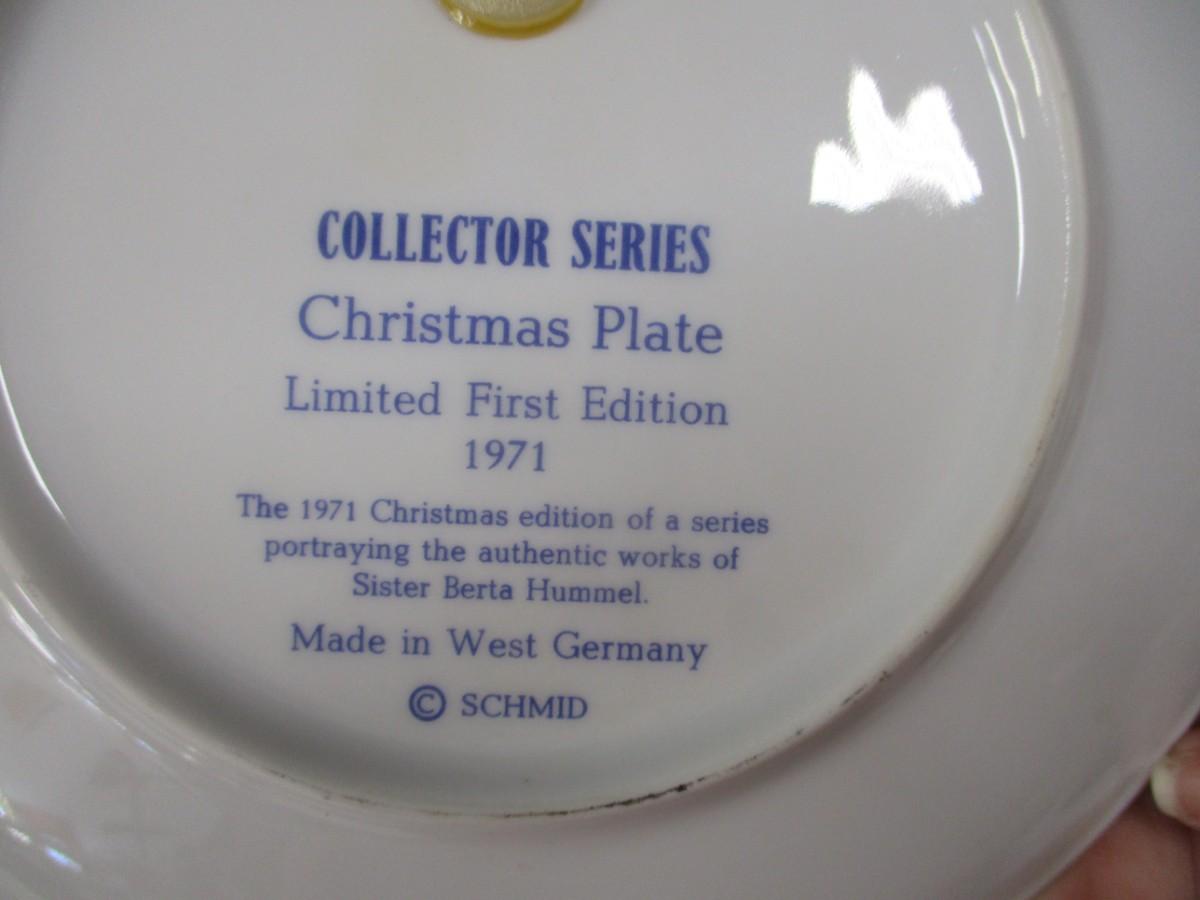 COLLECTOR SERIES
Christmas Plate
Limited First Edition
1971
The 1971 Christmas edition of a series
portraying the authentic works of
Sister Berta Hummel.
Made in West Germany
© SCHMID